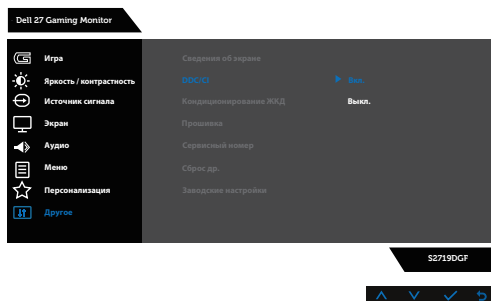 Dell 27 Gaming Monitor
Игра
Яркость / контрастность
Источник сигнала
Экран
Аудио
Меню
Персонализация
Другое
Сведения об экране
DDC/CI
Кондиционирование ЖКД
Прошивка
Сервисный номер
Сброс др.
Заводские настройки
Вкл.
Выкл.
S2719DGF